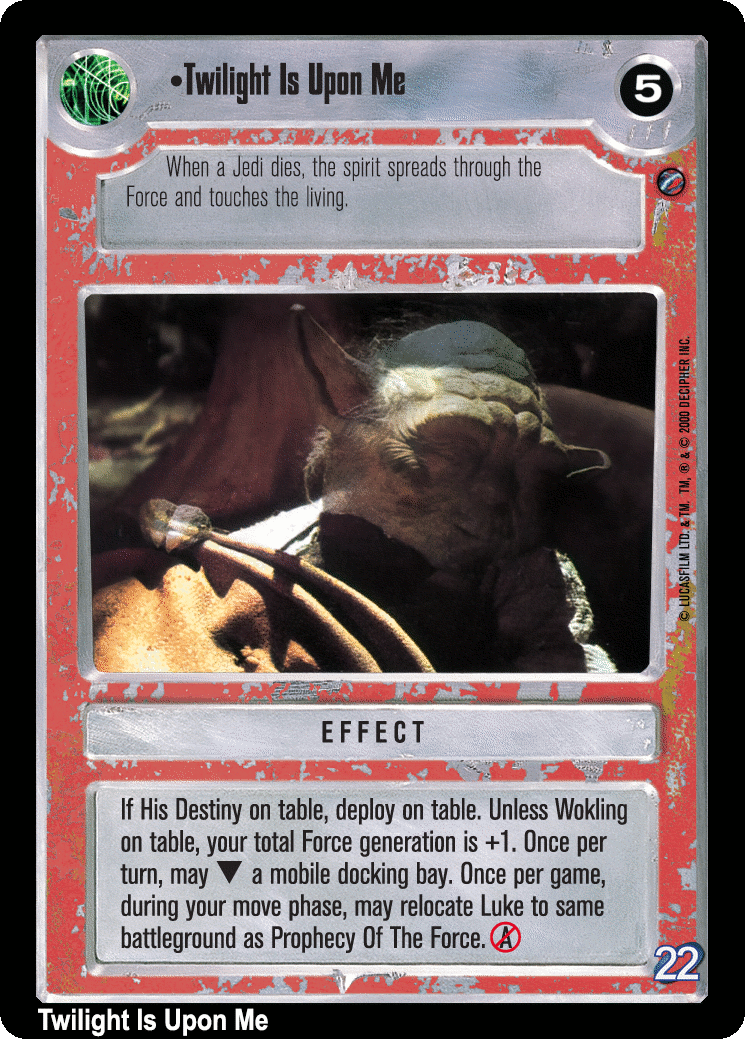 •Twilight Is Upon Me
5
When a Jedi dies, the spirit spreads through the
Force and touches the living.
© LUCASFILM LTD. & TM. TM, ® & © 2000 DECIPHER INC.
EFFECT
If His Destiny on table, deploy on table. Unless Wokling
on table, your total Force generation is +1. Once per
turn, may ▼ a mobile docking bay. Once per game,
during your move phase, may relocate Luke to same
battleground as Prophecy Of The Force. A
22
Twilight Is Upon Me